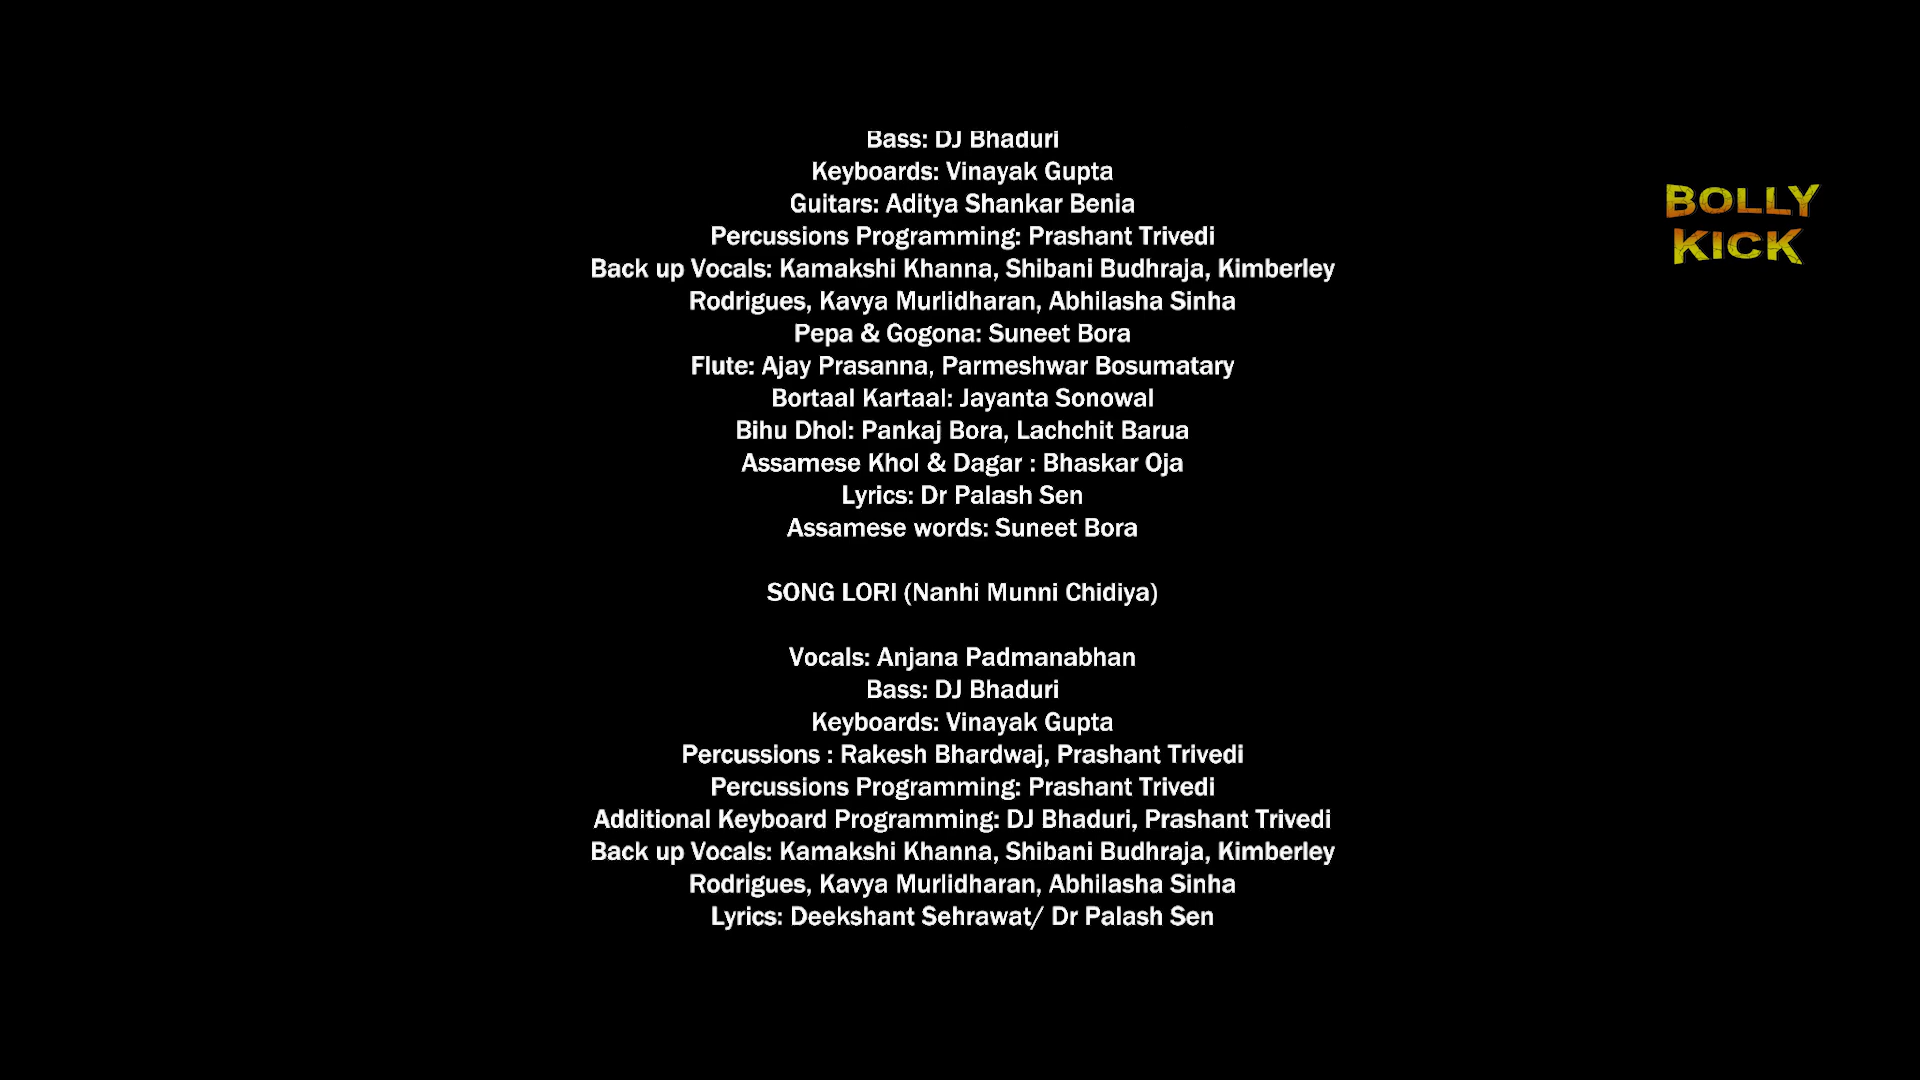 Bass: DJ Bhaduri
Keyboards: Vinayak Gupta
Guitars: Aditya Shankar Benia
Percussions Programming: Prashant Trivedi
Back up Vocals: Kamakshi Khanna, Shibani Budhraja, Kimberley
Rodrigues, Kavya Murlidharan, Abhilasha Sinha
Pepa & Gogona: Suneet Bora
Flute: Ajay Prasanna, Parmeshwar Bosumatary
Bortaal Kartaal: Jayanta Sonowal
Bihu Dhol: Pankaj Bora, Lachchit Barua
Assamese Khol & Dagar : Bhaskar Oja
Lyrics: Dr Palash Sen
Assamese words: Suneet Bora
SONG LORI (Nanhi Munni Chidiya)
Vocals: Anjana Padmanabhan
Bass: DJ Bhaduri
Keyboards: Vinayak Gupta
Percussions : Rakesh Bhardwaj, Prashant Trivedi
Percussions Programming: Prashant Trivedi
Additional Keyboard Programming: DJ Bhaduri, Prashant Trivedi
Back up Vocals: Kamakshi Khanna, Shibani Budhraja, Kimberley
Rodrigues, Kavya Murlidharan, Abhilasha Sinha
Lyrics: Deekshant Sehrawat/ Dr Palash Sen
BOLLY
KICK